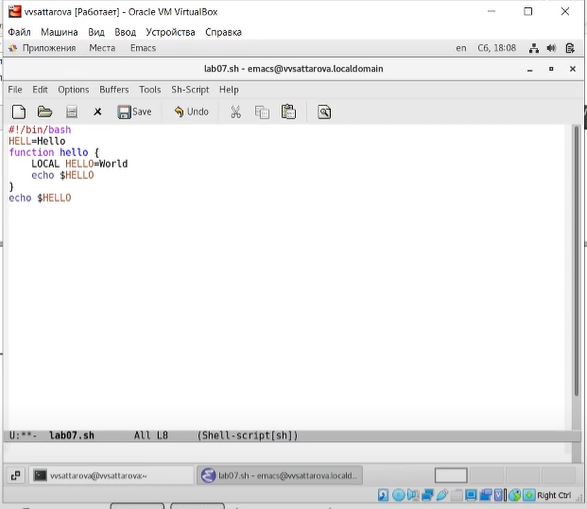 vvsattarova [Работает] - Oracle VM VirtualBox
Файл Машина Вид Ввод Устройства Справка
Приложения Места Emacs en Сб, 18:08
lab07.sh - emacs@vvsattarova.localdomain
File Edit Options Buffers Tools Sh-Script Help
Save Undo
#!/bin/bash
HELL=Hello
function hello {
    LOCAL HELLO=World
    echo $HELLO
}
echo $HELLO
U:**- lab07.sh All L8 (Shell-script[sh])
vvsattarova@vvsattarova:~ lab07.sh - emacs@vvsattarova.locald...
Right Ctrl